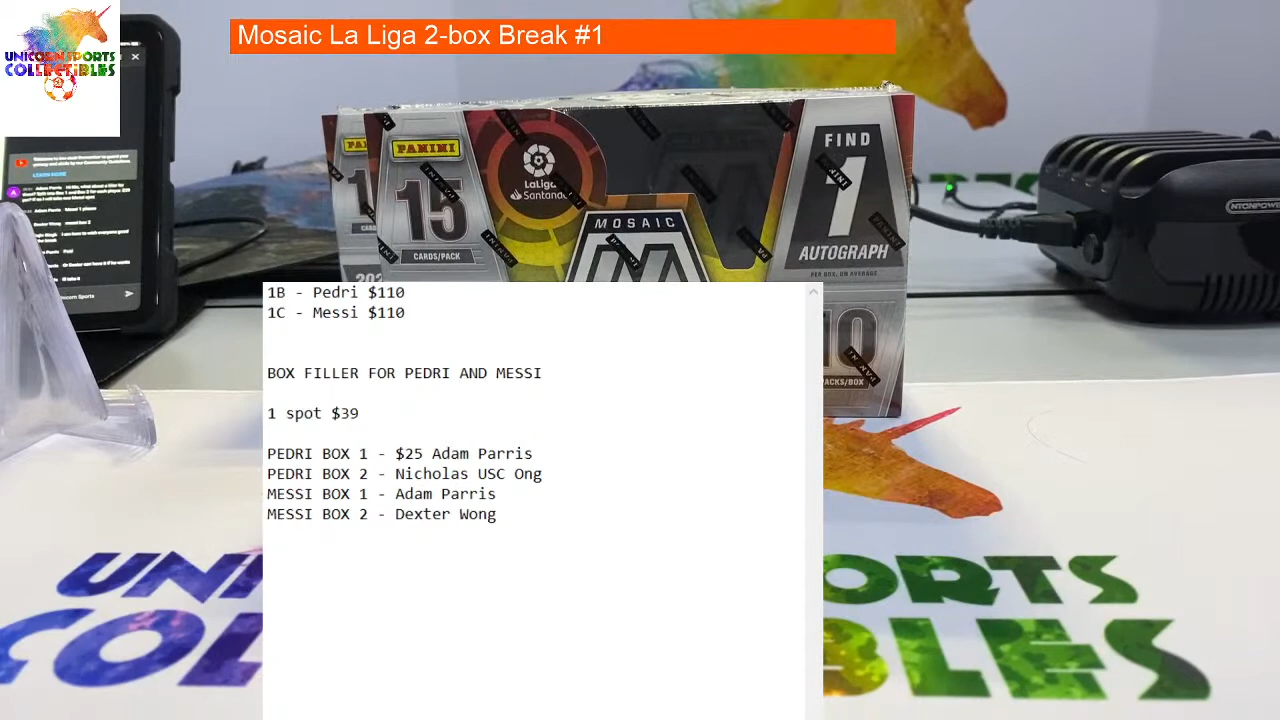 Mosaic La Liga 2-box Break #1
UNICORN SPORTS
COLLECTIBLES
PANINI
15
CARDS/PACK
LaLiga
Santander
MOSAIC
FIND
1
AUTOGRAPH
PER BOX, ON AVERAGE
10
PACKS/BOX
LEARN MORE
NTONPOWER
1B - Pedri $110
1C - Messi $110
BOX FILLER FOR PEDRI AND MESSI
1 spot $39
PEDRI BOX 1 - $25 Adam Parris
PEDRI BOX 2 - Nicholas USC Ong
MESSI BOX 1 - Adam Parris
MESSI BOX 2 - Dexter Wong